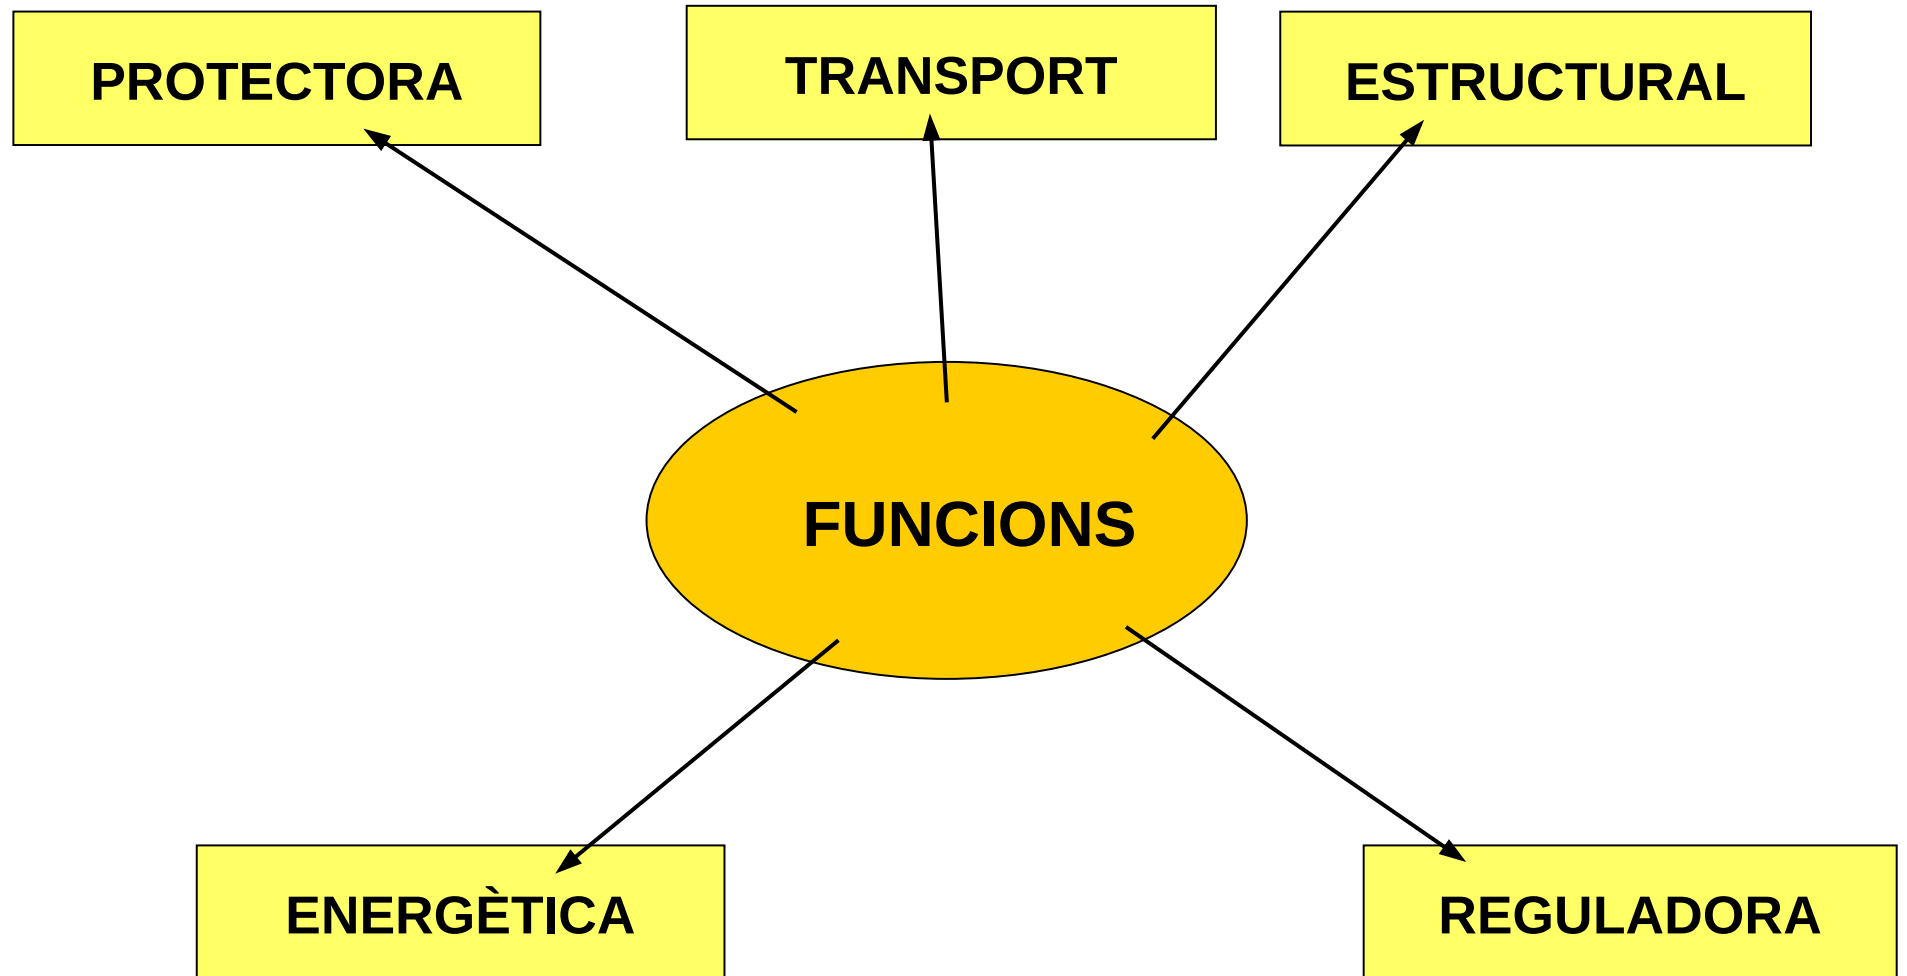 PROTECTORA
TRANSPORT
ESTRUCTURAL
FUNCIONS
ENERGÈTICA
REGULADORA